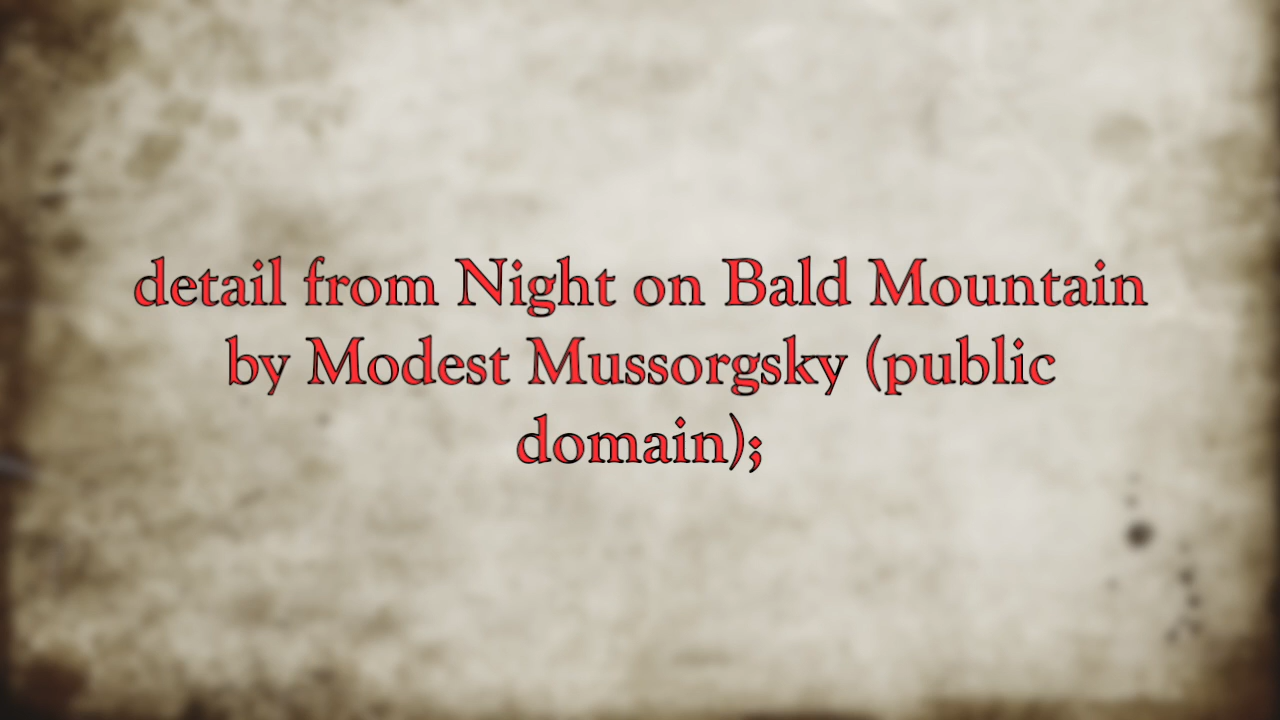 detail from Night on Bald Mountain
by Modest Mussorgsky (public
domain);